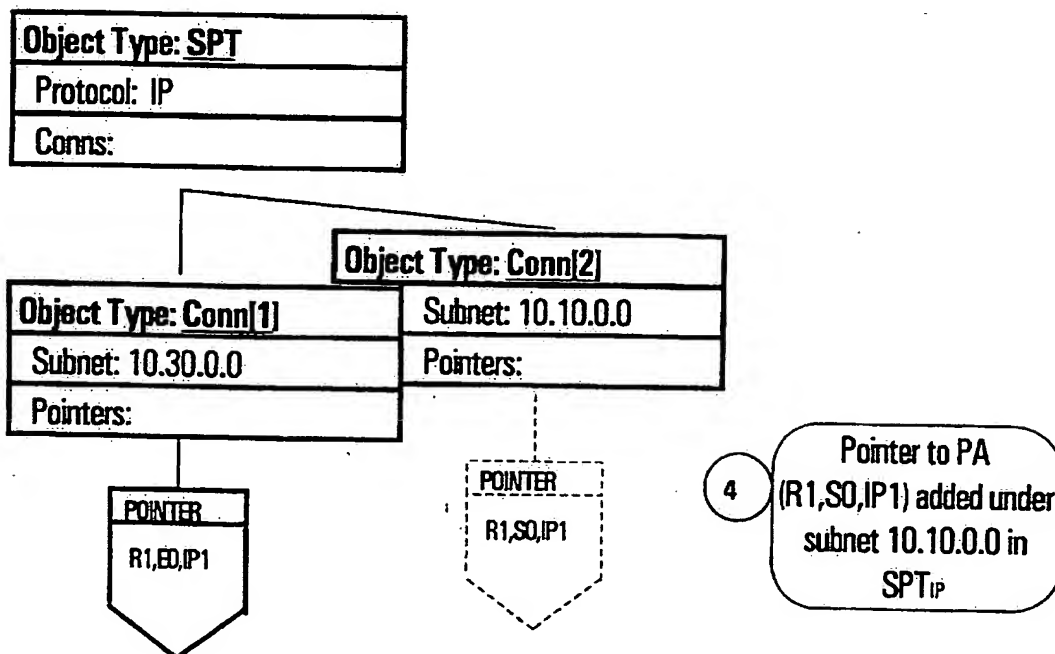 Object Type: SPT
Protocol: IP
Conns:
Object Type: Conn[2]
Subnet: 10.10.0.0
Pointers:
Object Type: Conn[1]
Subnet: 10.30.0.0
Pointers:
POINTER
R1,E0,IP1
POINTER
R1,S0,IP1
4
Pointer to PA
(R1,S0,IP1) added under
subnet 10.10.0.0 in
SPTIP